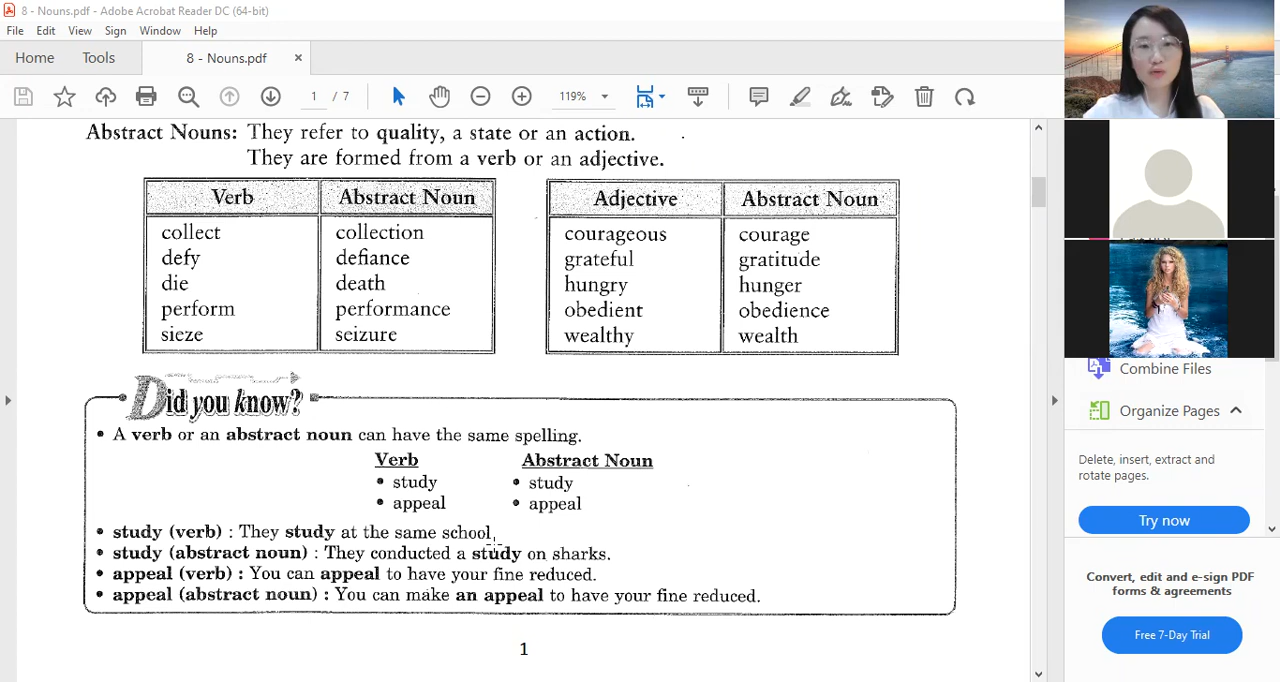 8 - Nouns.pdf - Adobe Acrobat Reader DC (64-bit)
File Edit View Sign Window Help
Home Tools 8 - Nouns.pdf ×
1 / 7 119%
Abstract Nouns: They refer to quality, a state or an action.
They are formed from a verb or an adjective.
Verb Abstract Noun
collect collection
defy defiance
die death
perform performance
sieze seizure
Adjective Abstract Noun
courageous courage
grateful gratitude
hungry hunger
obedient obedience
wealthy wealth
Did you know?
• A verb or an abstract noun can have the same spelling.
Verb Abstract Noun
• study • study
• appeal • appeal
• study (verb) : They study at the same school.
• study (abstract noun) : They conducted a study on sharks.
• appeal (verb) : You can appeal to have your fine reduced.
• appeal (abstract noun) : You can make an appeal to have your fine reduced.
1
Combine Files
Organize Pages
Delete, insert, extract and
rotate pages.
Try now
Convert, edit and e-sign PDF
forms & agreements
Free 7-Day Trial